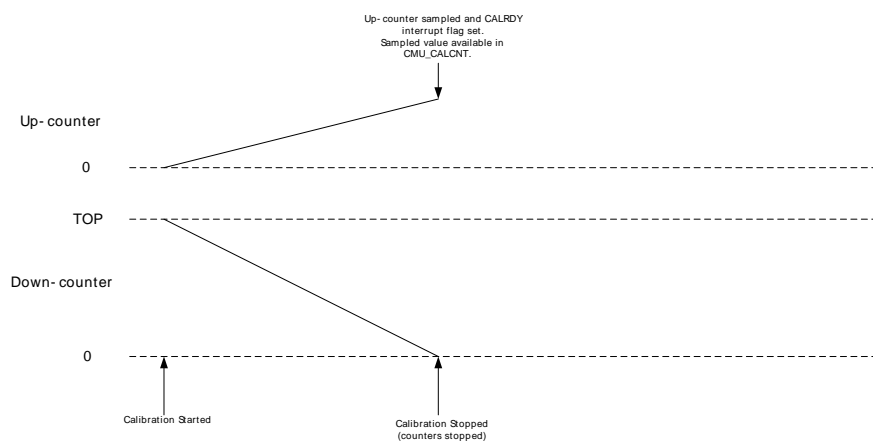 Up-counter sampled and CALRDY
interrupt flag set.
Sampled value available in
CMU_CALCNT.
Up-counter
0
TOP
Down-counter
0
Calibration Started
Calibration Stopped
(counters stopped)